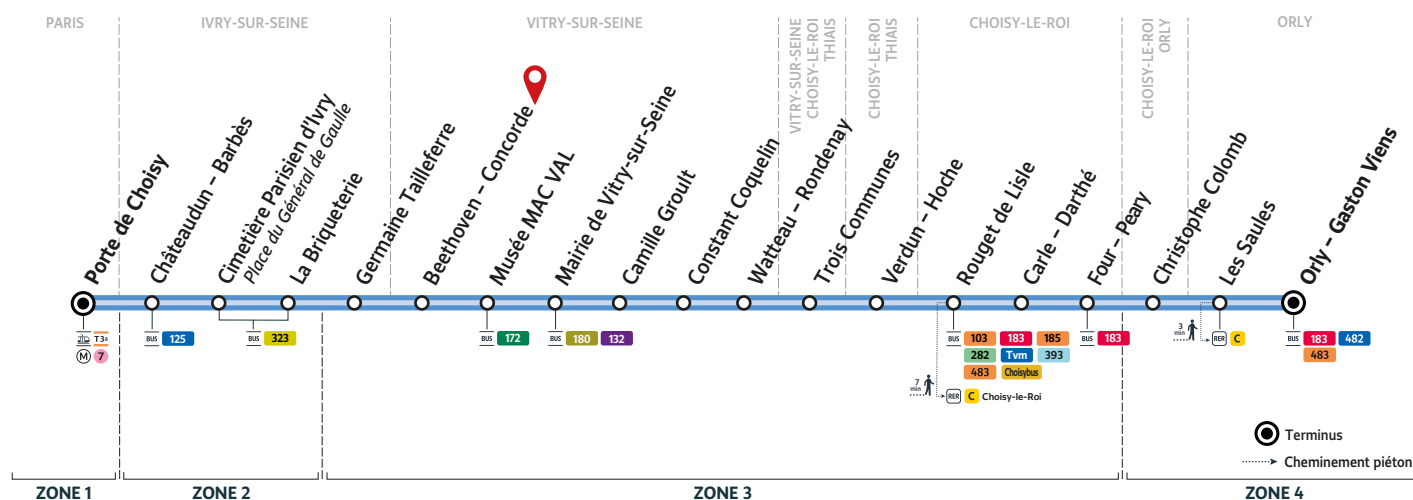 PARIS
IVRY-SUR-SEINE
VITRY-SUR-SEINE
VITRY-SUR-SEINE
CHOISY-LE-ROI
THIAIS
CHOISY-LE-ROI
THIAIS
CHOISY-LE-ROI
CHOISY-LE-ROI
ORLY
ORLY
Porte de Choisy
Châteaudun – Barbès
Cimetière Parisien d'Ivry
Place du Général de Gaulle
La Briqueterie
Germaine Tailleferre
Beethoven – Concorde
Musée MAC VAL
Mairie de Vitry-sur-Seine
Camille Groult
Constant Coquelin
Watteau – Rondenay
Trois Communes
Verdun – Hoche
Rouget de Lisle
Carle – Darthé
Four – Peary
Christophe Colomb
Les Saules
Orly – Gaston Viens
T3a
M 7
BUS 125
BUS 323
BUS 172
BUS 180 132
BUS 103 183 185
282 Tvm 393
483 Choisybus
7 min
RER C Choisy-le-Roi
BUS 183
3 min
RER C
BUS 183 482
483
Terminus
Cheminement piéton
ZONE 1
ZONE 2
ZONE 3
ZONE 4